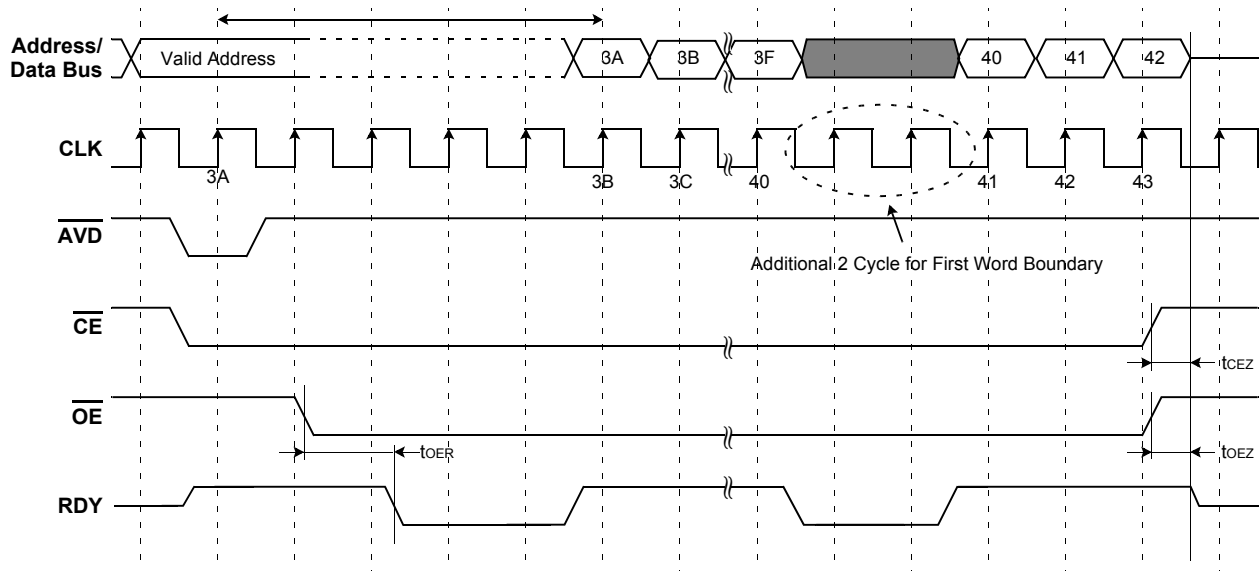 Address/
Data Bus
Valid Address 3A 3B 3F 40 41 42
CLK
3A 3B 3C 40 41 42 43
AVD
Additional 2 Cycle for First Word Boundary
CE
tCEZ
OE
tOER tOEZ
RDY